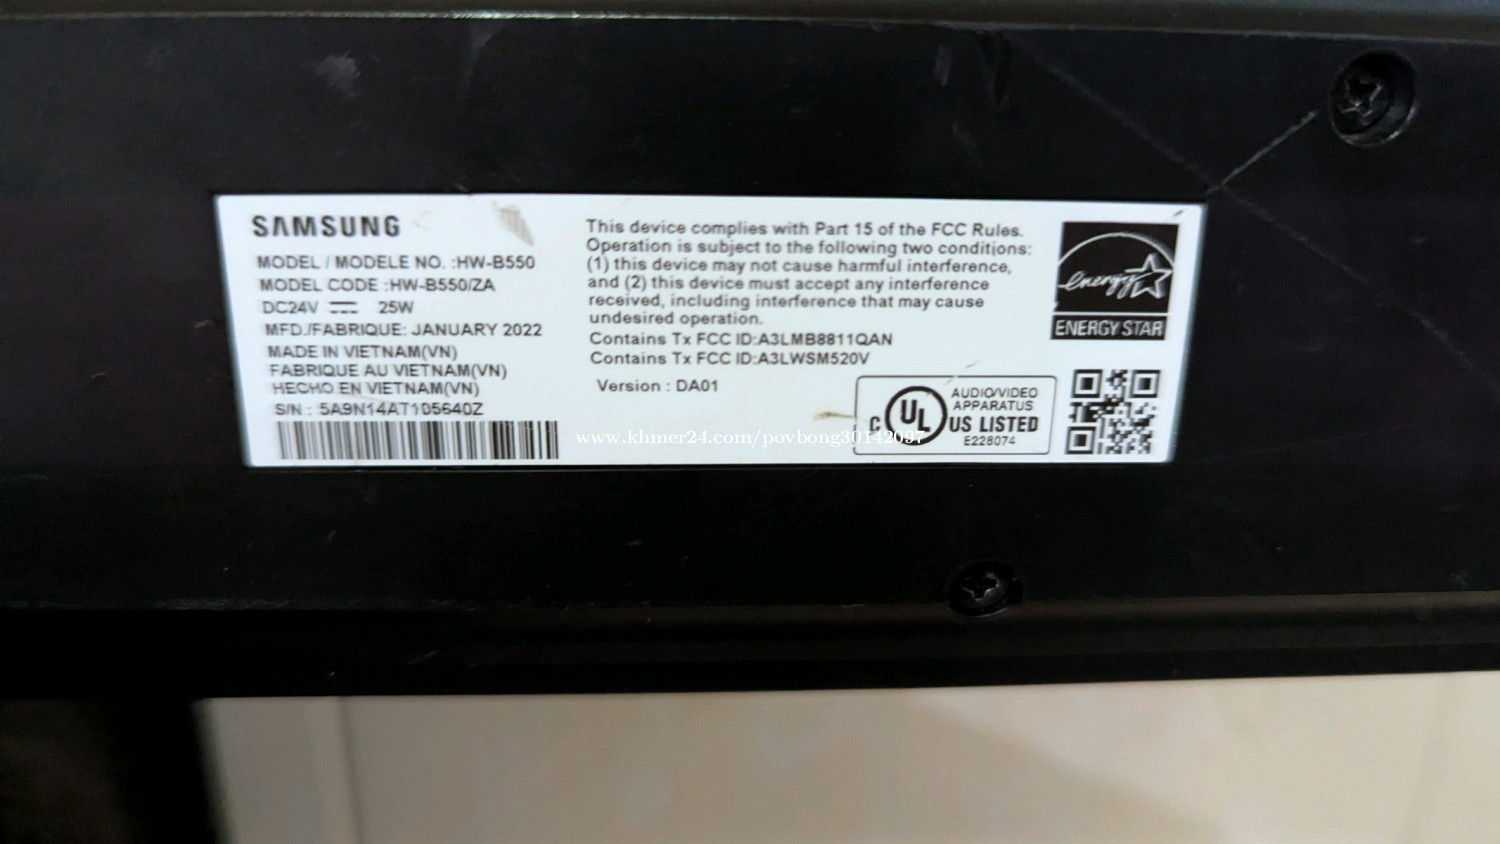 SAMSUNG
MODEL / MODELE NO. :HW-B550
MODEL CODE :HW-B550/ZA
DC24V ⎓ 25W
MFD./FABRIQUE: JANUARY 2022
MADE IN VIETNAM(VN)
FABRIQUE AU VIETNAM(VN)
HECHO EN VIETNAM(VN)
S/N : 5A9N14AT105640Z
This device complies with Part 15 of the FCC Rules.
Operation is subject to the following two conditions:
(1) this device may not cause harmful interference,
and (2) this device must accept any interference
received, including interference that may cause
undesired operation.
Contains Tx FCC ID:A3LMB8811QAN
Contains Tx FCC ID:A3LWSM520V
Version : DA01
energy
ENERGY STAR
C UL US LISTED
AUDIO/VIDEO
APPARATUS
E228074
www.khmer24.com/povbong30142097